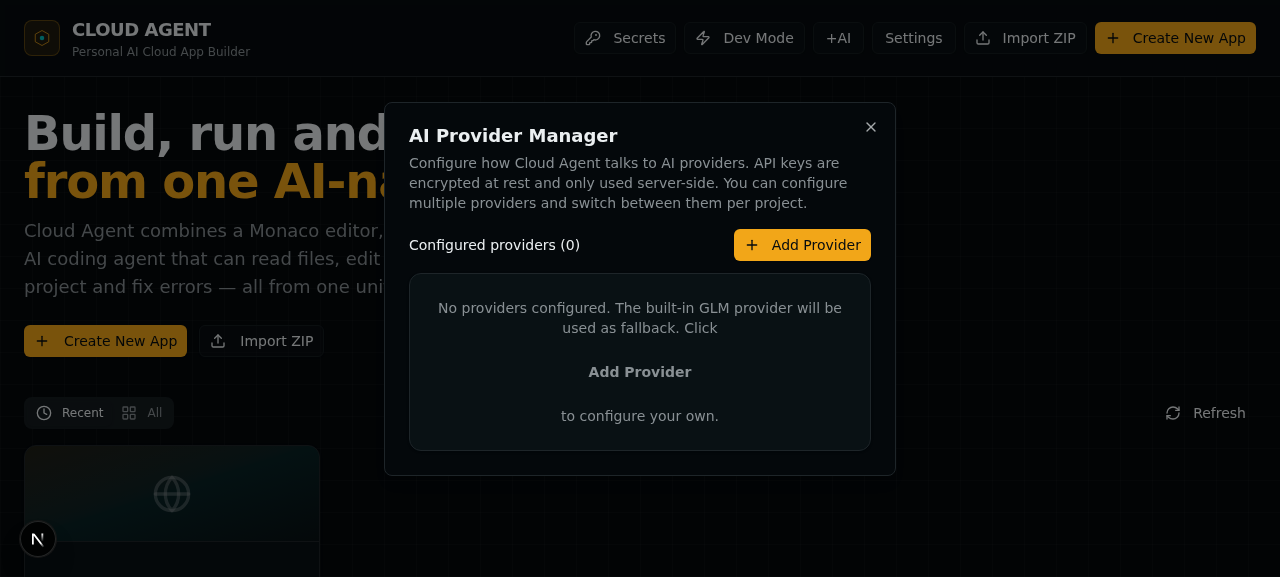 CLOUD AGENT
Personal AI Cloud App Builder
Secrets
Dev Mode
+AI
Settings
Import ZIP
Create New App
Build, run and
from one AI-na
Cloud Agent combines a Monaco editor,
AI coding agent that can read files, edit
project and fix errors — all from one uni
Create New App
Import ZIP
Recent
All
Refresh
AI Provider Manager
Configure how Cloud Agent talks to AI providers. API keys are
encrypted at rest and only used server-side. You can configure
multiple providers and switch between them per project.
Configured providers (0)
Add Provider
No providers configured. The built-in GLM provider will be
used as fallback. Click
Add Provider
to configure your own.
N